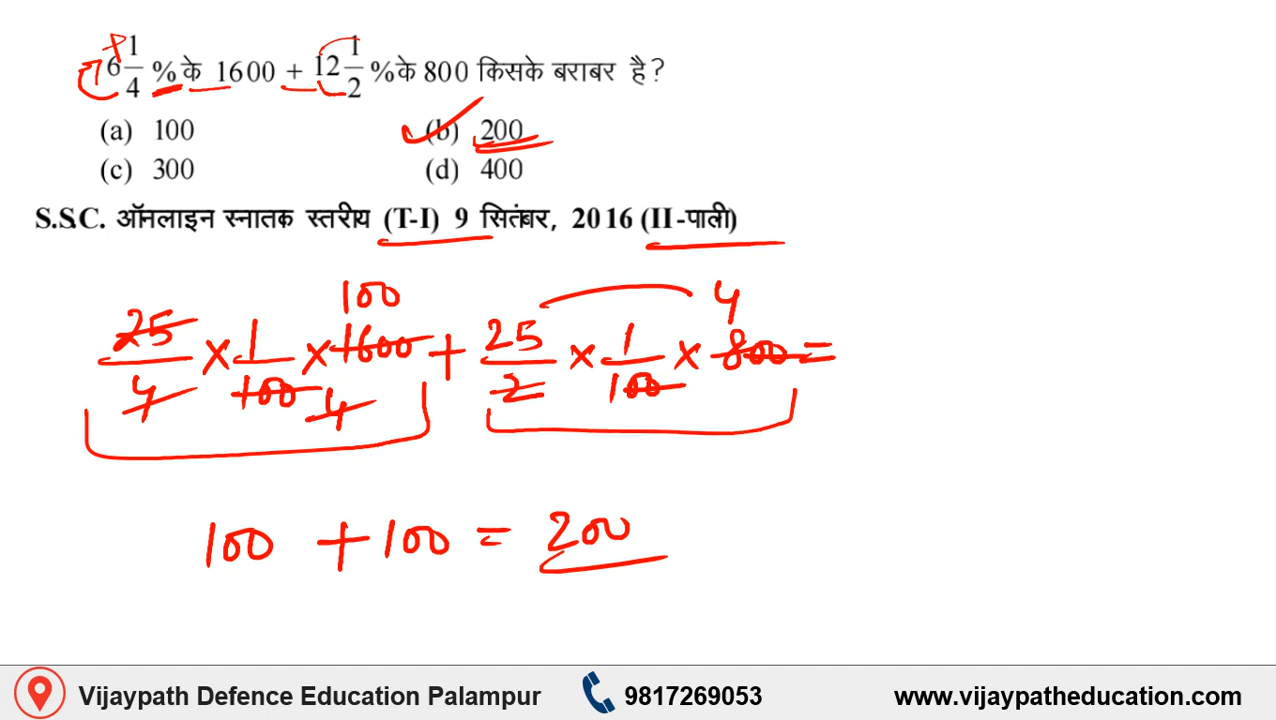 6 1/4 % के 1600 + 12 1/2 % के 800 किसके बराबर है?
(a) 100 (b) 200
(c) 300 (d) 400
S.S.C. ऑनलाइन स्नातक स्तरीय (T-I) 9 सितंबर, 2016 (II-पाली)
100 4
25/4 × 1/100 × 1600 + 25/2 × 1/100 × 800 =
4
100 + 100 = 200
Vijaypath Defence Education Palampur 9817269053 www.vijaypatheducation.com